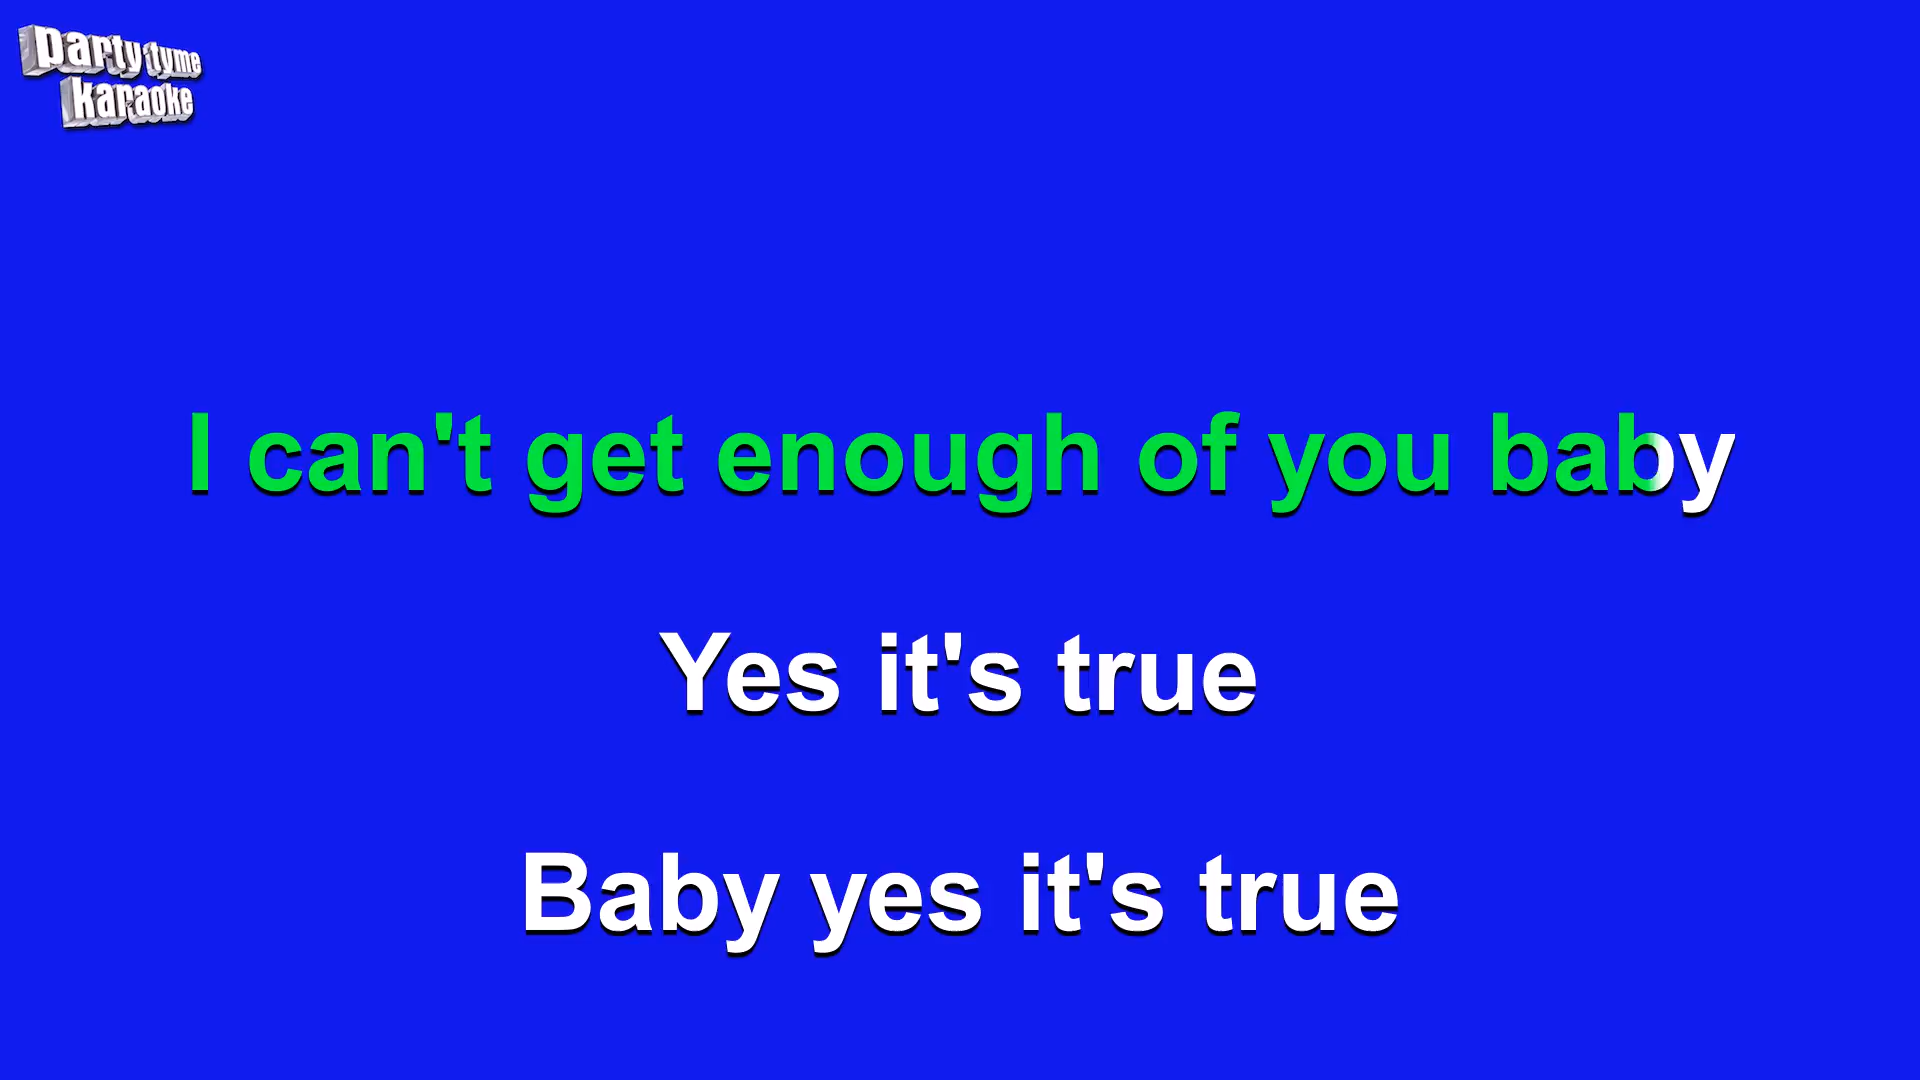 party tyme
karaoke
I can't get enough of you baby
Yes it's true
Baby yes it's true